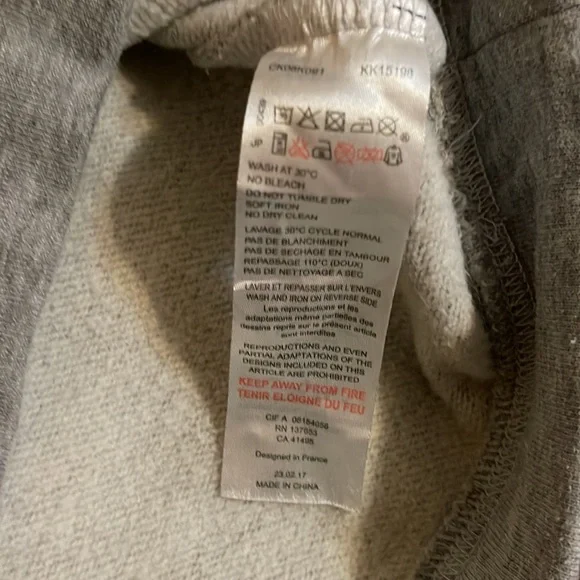 KK15198
JP
WASH AT 30°C
NO BLEACH
DO NOT TUMBLE DRY
SOFT IRON
NO DRY CLEAN
LAVAGE 30°C CYCLE NORMAL
PAS DE BLANCHIMENT
PAS DE SECHAGE EN TAMBOUR
REPASSAGE 110°C (DOUX)
PAS DE NETTOYAGE A SEC
LAVER ET REPASSER SUR L'ENVERS
WASH AND IRON ON REVERSE SIDE
Les reproductions et les
adaptations même partielles des
dessins repris sur le présent article
sont interdites
REPRODUCTIONS AND EVEN
PARTIAL ADAPTATIONS OF THE
DESIGNS INCLUDED ON THIS
ARTICLE ARE PROHIBITED
KEEP AWAY FROM FIRE
TENIR ELOIGNE DU FEU
CIF A
RN 137653
CA 41495
Designed in France
23.02.17
MADE IN CHINA